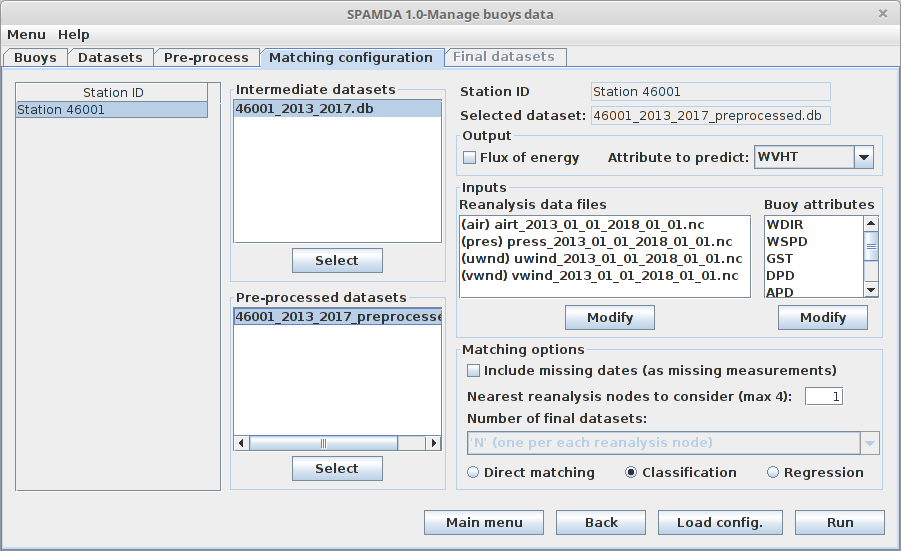 SPAMDA 1.0-Manage buoys data
Menu Help
Buoys Datasets Pre-process Matching configuration Final datasets
Station ID
Station 46001
Intermediate datasets
46001_2013_2017.db
Select
Pre-processed datasets
46001_2013_2017_preprocesse
Select
Station ID Station 46001
Selected dataset: 46001_2013_2017_preprocessed.db
Output
Flux of energy Attribute to predict: WVHT
Inputs
Reanalysis data files
(air) airt_2013_01_01_2018_01_01.nc
(pres) press_2013_01_01_2018_01_01.nc
(uwnd) uwind_2013_01_01_2018_01_01.nc
(vwnd) vwind_2013_01_01_2018_01_01.nc
Modify
Buoy attributes
WDIR
WSPD
GST
DPD
APD
Modify
Matching options
Include missing dates (as missing measurements)
Nearest reanalysis nodes to consider (max 4): 1
Number of final datasets:
'N' (one per each reanalysis node)
Direct matching Classification Regression
Main menu Back Load config. Run